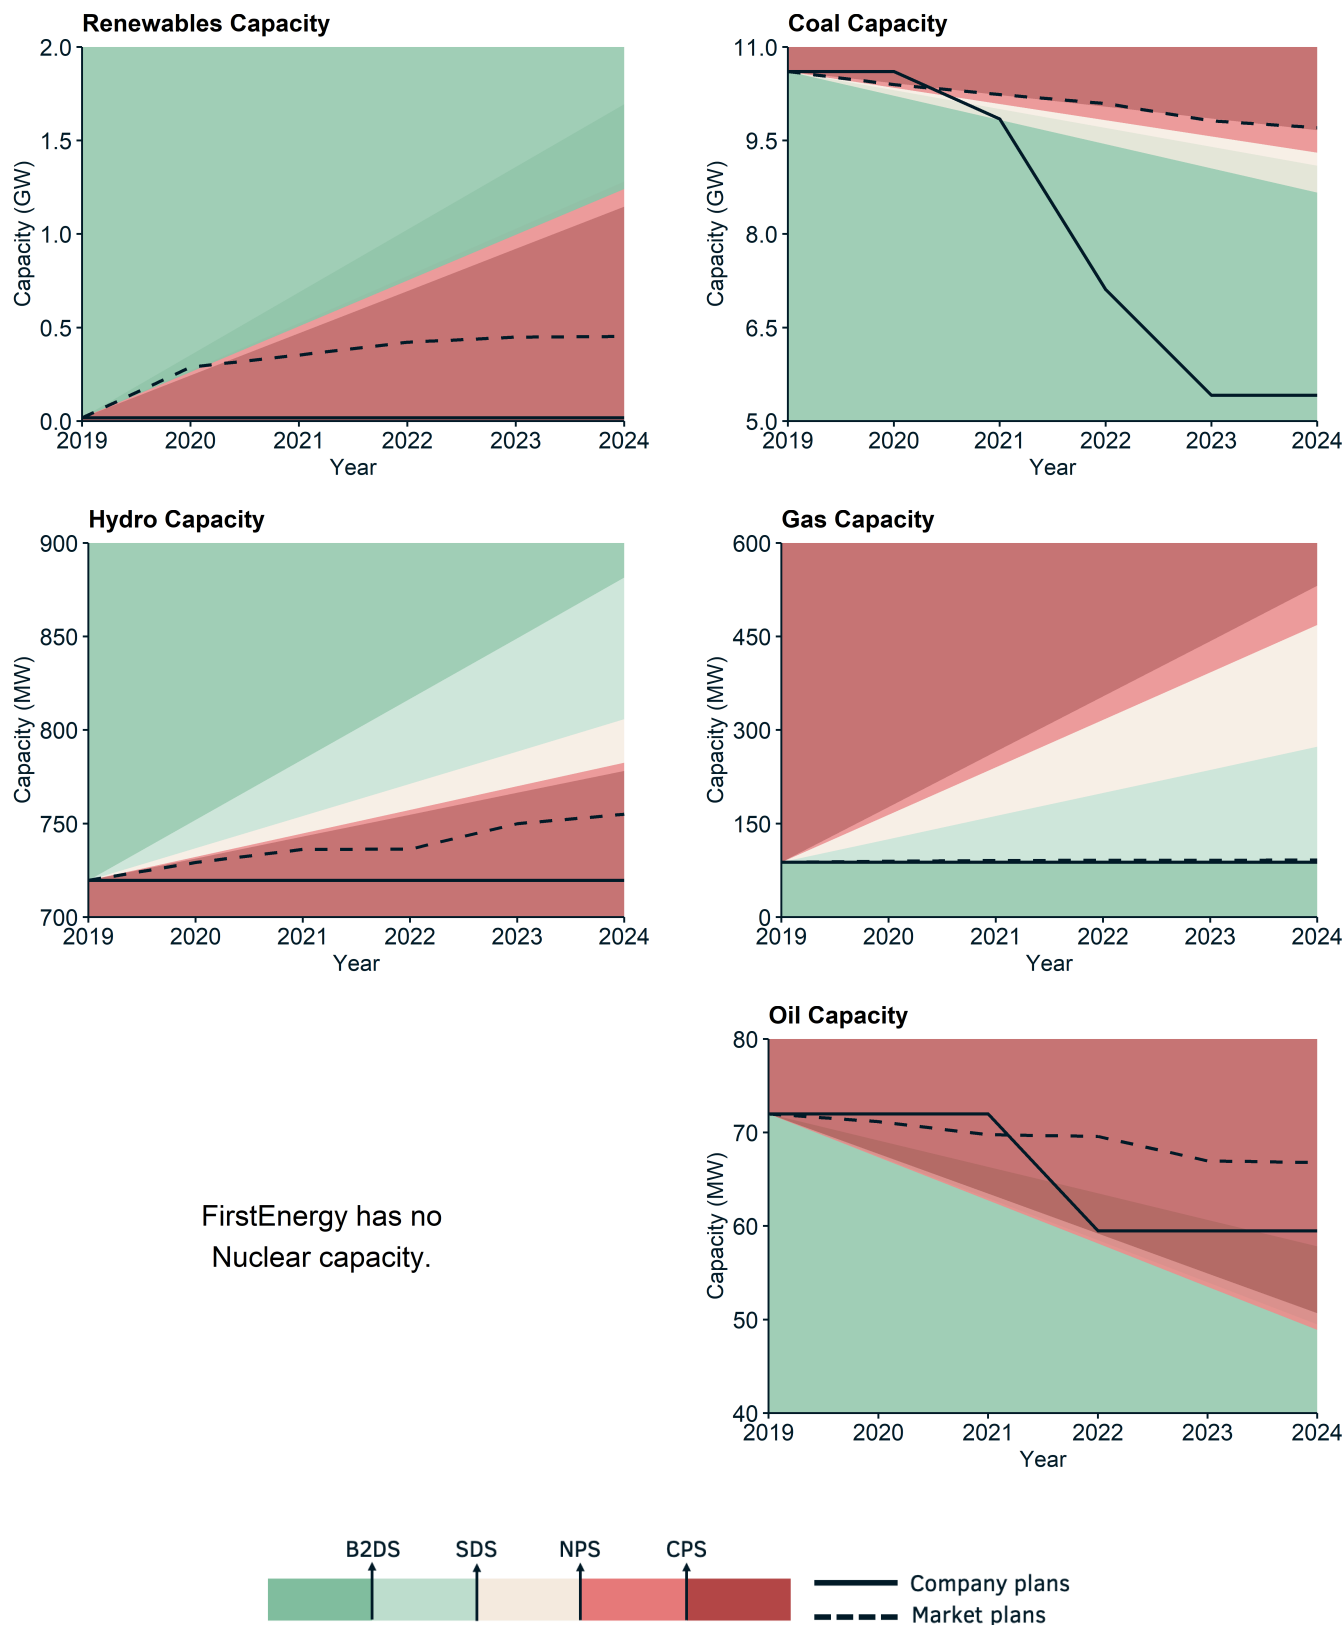 Renewables Capacity
2.0
1.5
1.0
0.5
0.0
Capacity (GW)
2019 2020 2021 2022 2023 2024
Year
Coal Capacity
11.0
9.5
8.0
6.5
5.0
Capacity (GW)
2019 2020 2021 2022 2023 2024
Year
Hydro Capacity
900
850
800
750
700
Capacity (MW)
2019 2020 2021 2022 2023 2024
Year
Gas Capacity
600
450
300
150
0
Capacity (MW)
2019 2020 2021 2022 2023 2024
Year
FirstEnergy has no
Nuclear capacity.
Oil Capacity
80
70
60
50
40
Capacity (MW)
2019 2020 2021 2022 2023 2024
Year
B2DS SDS NPS CPS
Company plans
Market plans